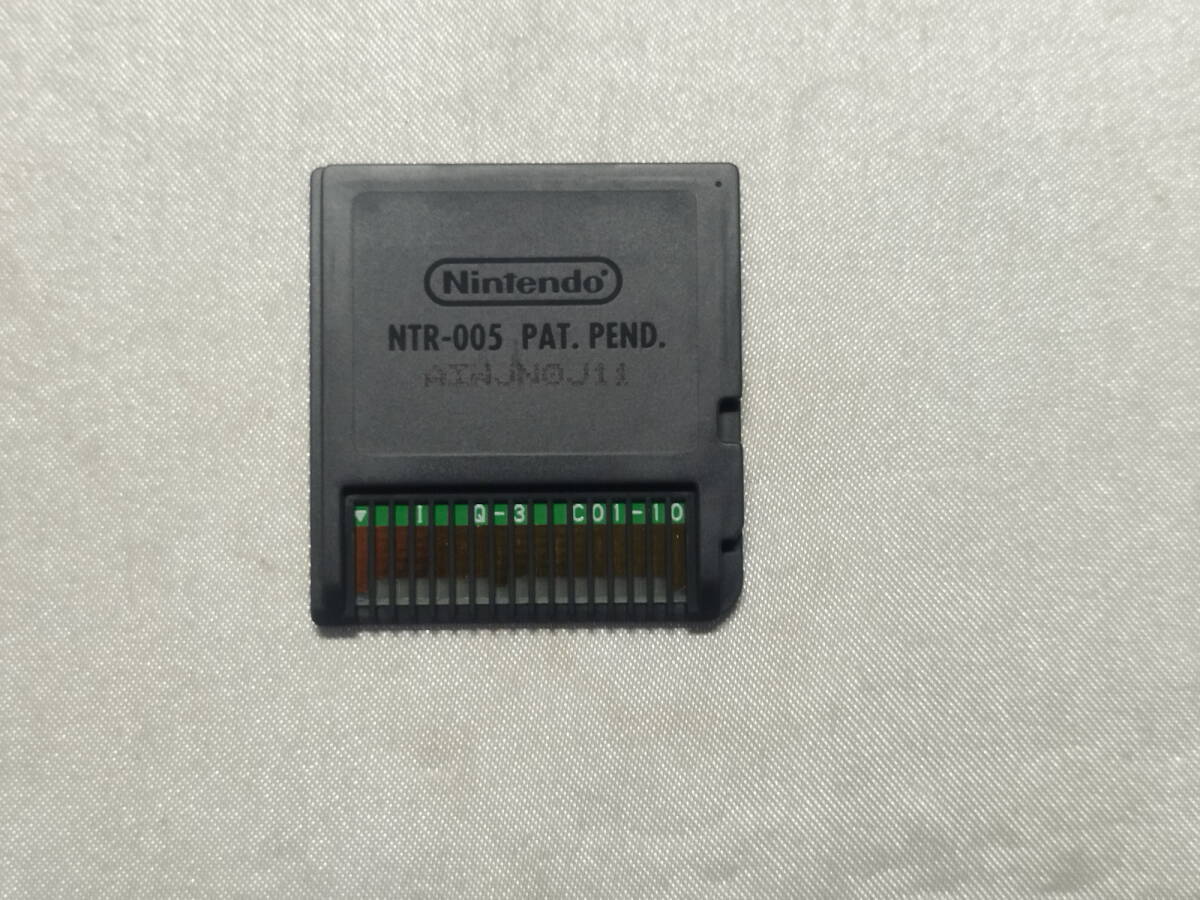 Nintendo
NTR-005 PAT. PEND.
AIWJN0J11
I Q-3 C01-10